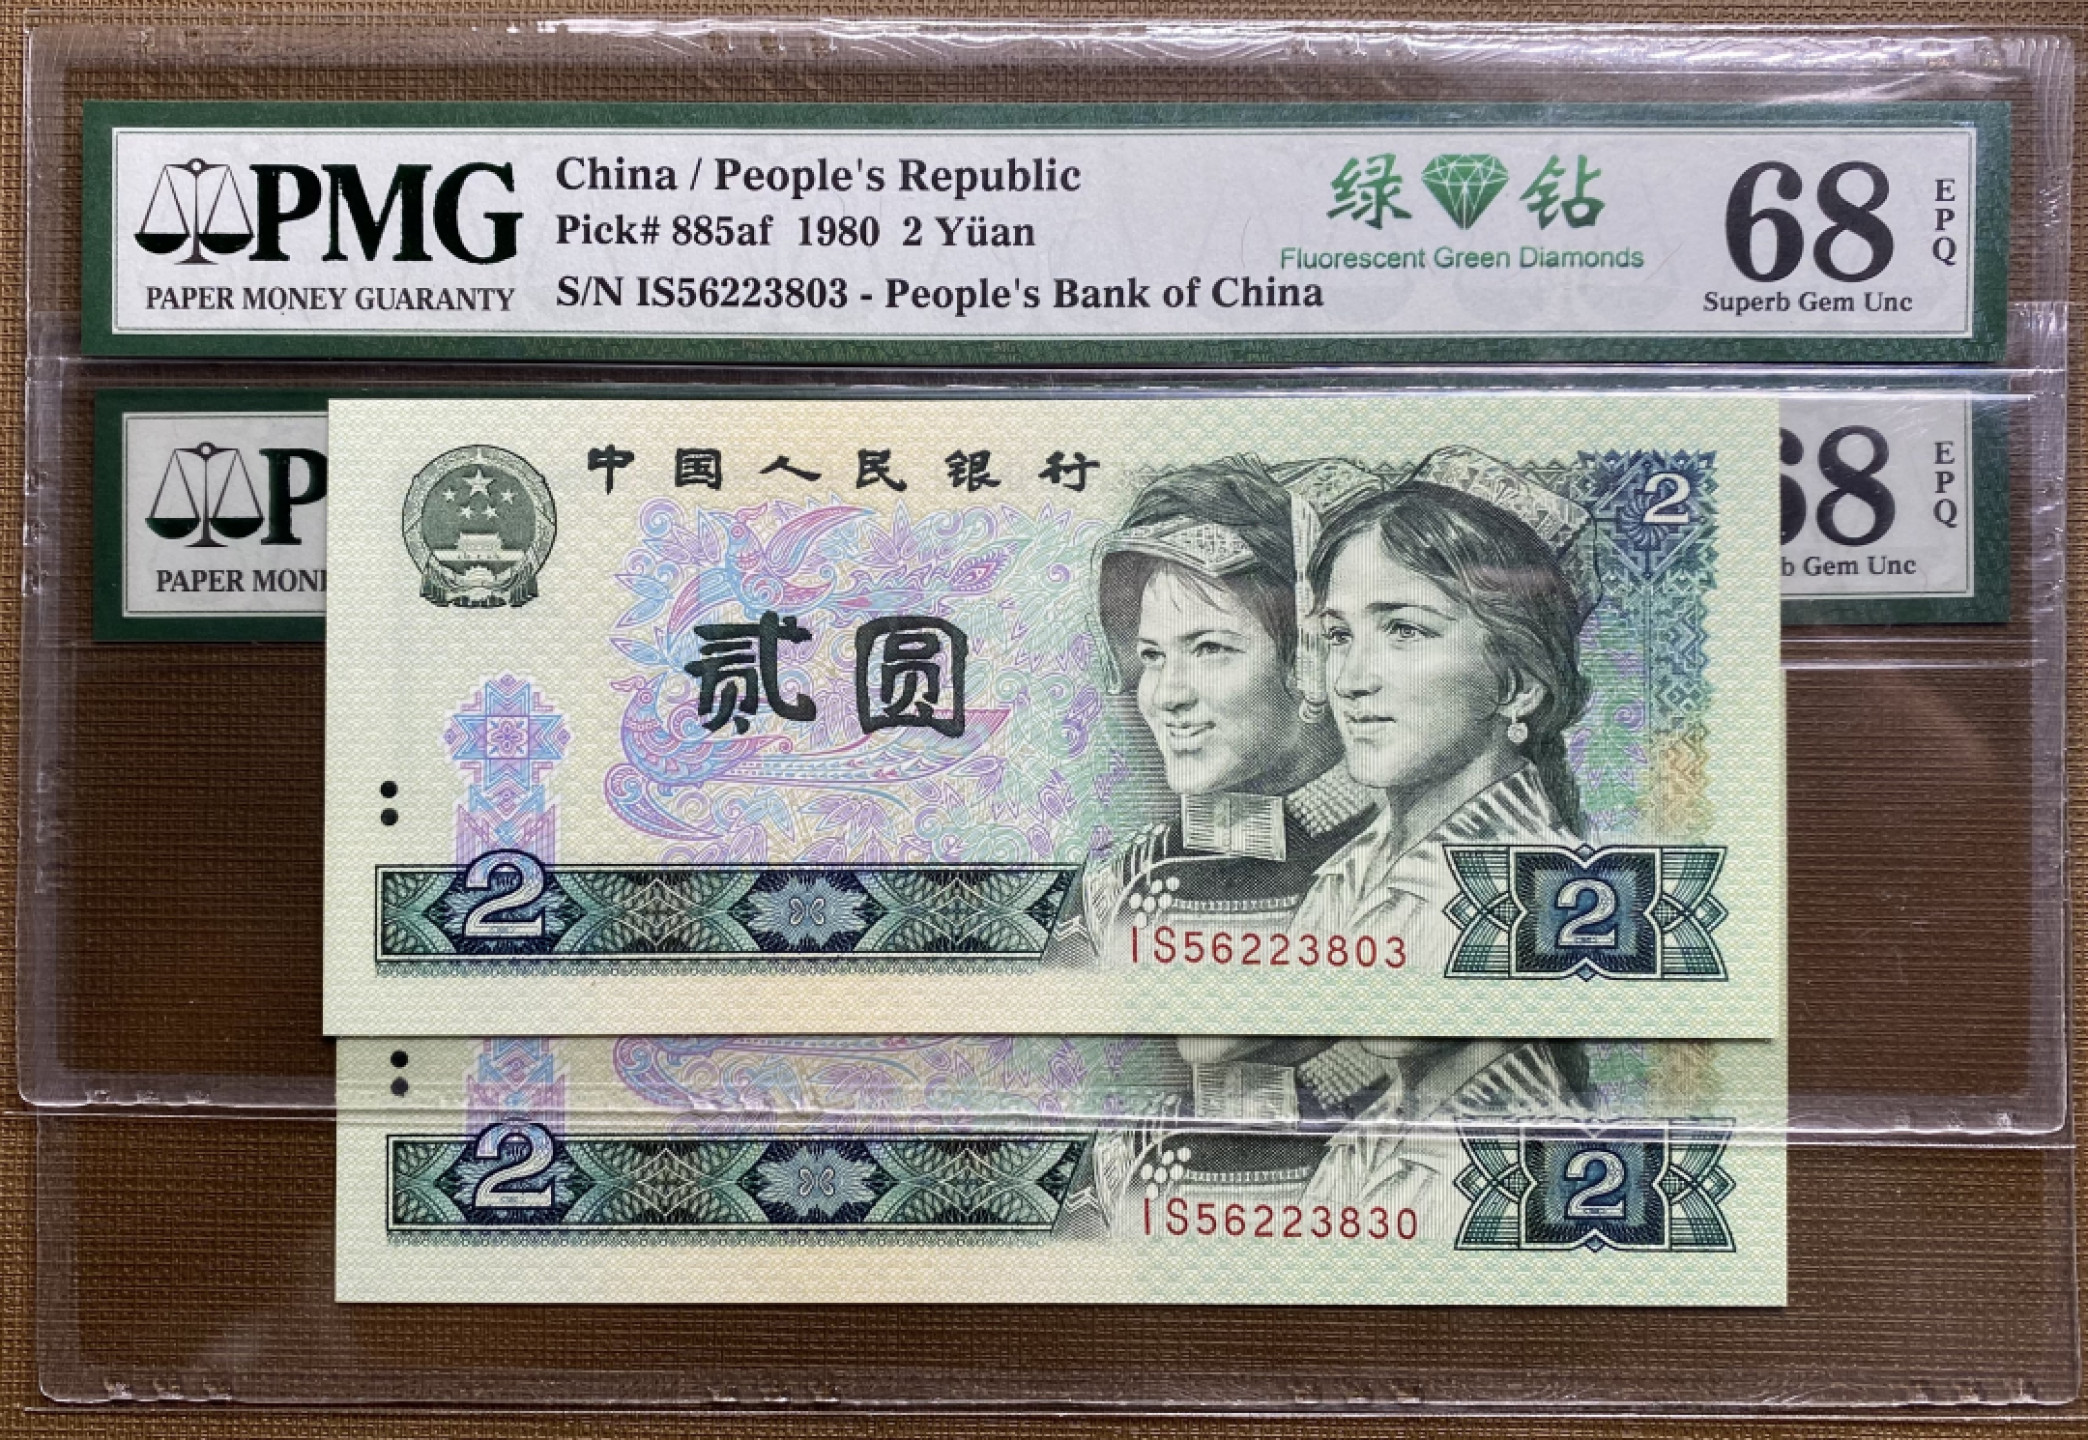 PMG
PAPER MONEY GUARANTY
China / People's Republic
Pick# 885af 1980 2 Yüan
S/N IS56223803 - People's Bank of China
绿 钻
Fluorescent Green Diamonds
68
EPQ
Superb Gem Unc
P
PAPER MON
68
EPQ
b Gem Unc
中国人民银行
2
贰圆
2
IS56223803
2
2
IS56223830
2